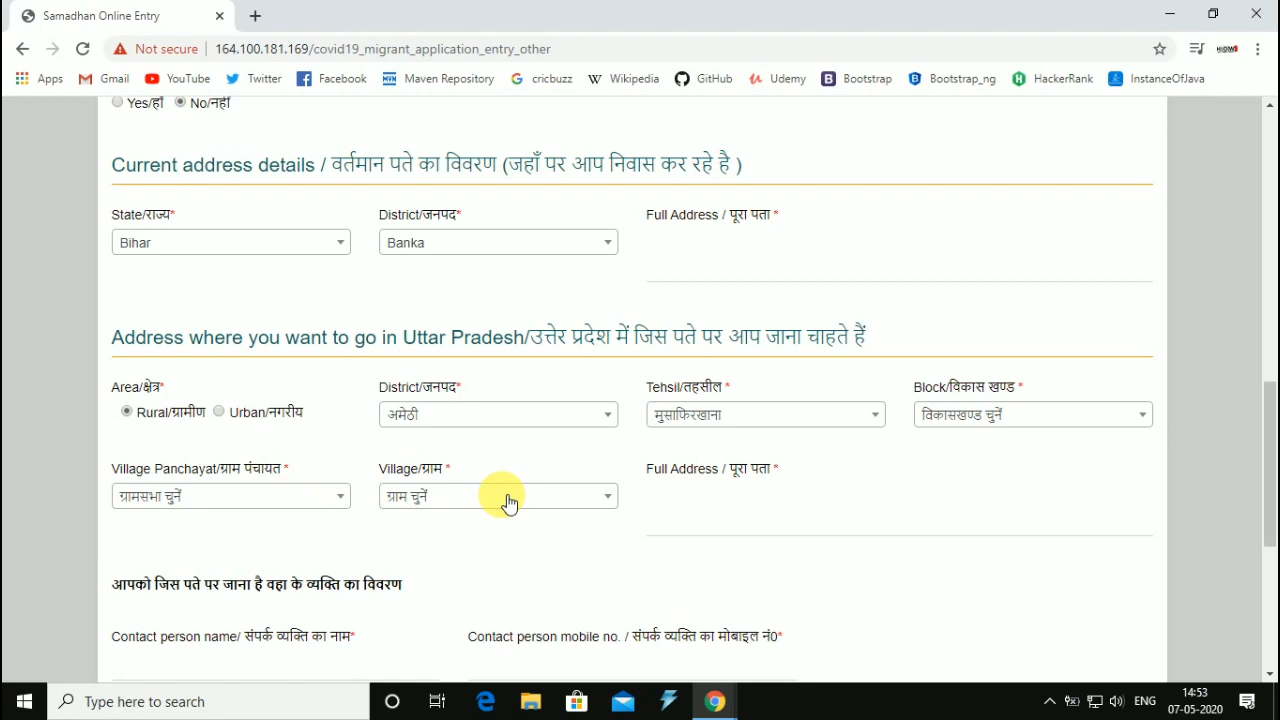 Samadhan Online Entry
Not secure 164.100.181.169/covid19_migrant_application_entry_other
Apps Gmail YouTube Twitter Facebook Maven Repository cricbuzz Wikipedia GitHub Udemy Bootstrap Bootstrap_ng HackerRank InstanceOfJava
Yes/हाँ No/नहीं
Current address details / वर्तमान पते का विवरण (जहाँ पर आप निवास कर रहे है )
State/राज्य* District/जनपद* Full Address / पूरा पता *
Bihar Banka
Address where you want to go in Uttar Pradesh/उत्तेर प्रदेश में जिस पते पर आप जाना चाहते हैं
Area/क्षेत्र* District/जनपद* Tehsil/तहसील * Block/विकास खण्ड *
Rural/ग्रामीण Urban/नगरीय अमेठी मुसाफिरखाना विकासखण्ड चुनें
Village Panchayat/ग्राम पंचायत * Village/ग्राम * Full Address / पूरा पता *
ग्रामसभा चुनें ग्राम चुनें
आपको जिस पते पर जाना है वहा के व्यक्ति का विवरण
Contact person name/ संपर्क व्यक्ति का नाम* Contact person mobile no. / संपर्क व्यक्ति का मोबाइल नं0*
Type here to search ENG 14:53
07-05-2020